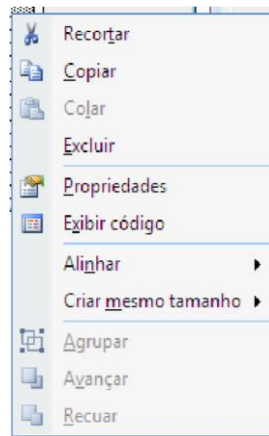 Recortar
Copiar
Colar
Excluir
Propriedades
Exibir código
Alinhar
Criar mesmo tamanho
Agrupar
Avançar
Recuar